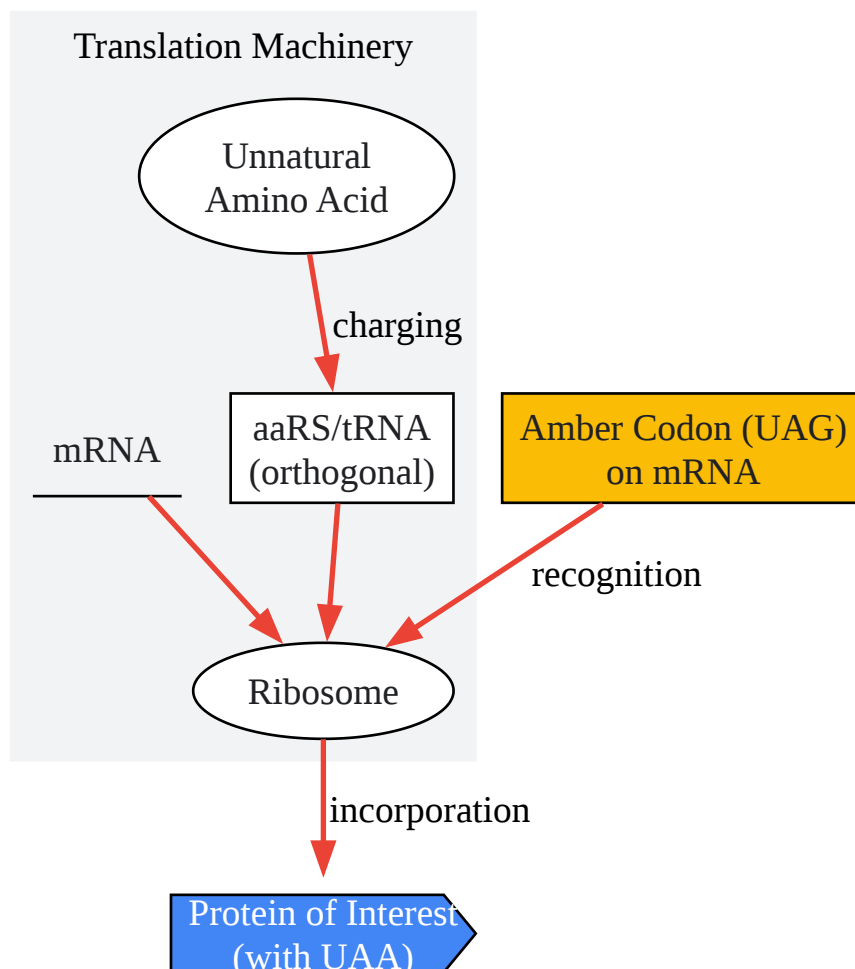 Translation Machinery
Unnatural
Amino Acid
charging
mRNA
aaRS/tRNA
(orthogonal)
Amber Codon (UAG)
on mRNA
recognition
Ribosome
incorporation
Protein of Interest
(with UAA)